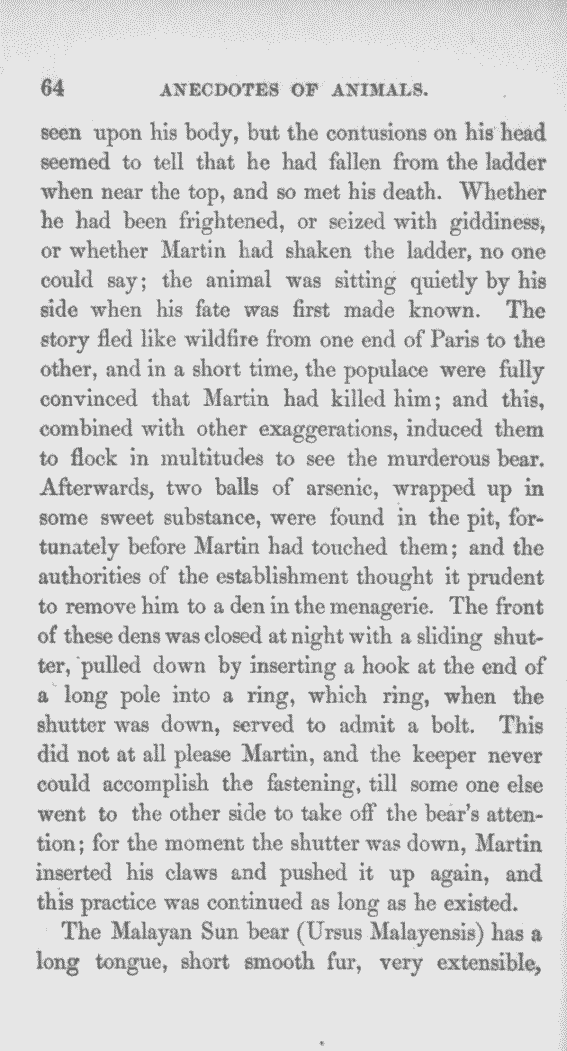 64 ANECDOTES OF ANIMALS.
seen upon his body, but the contusions on his head
seemed to tell that he had fallen from the ladder
when near the top, and so met his death. Whether
he had been frightened, or seized with giddiness,
or whether Martin had shaken the ladder, no one
could say; the animal was sitting quietly by his
side when his fate was first made known. The
story fled like wildfire from one end of Paris to the
other, and in a short time, the populace were fully
convinced that Martin had killed him; and this,
combined with other exaggerations, induced them
to flock in multitudes to see the murderous bear.
Afterwards, two balls of arsenic, wrapped up in
some sweet substance, were found in the pit, for-
tunately before Martin had touched them; and the
authorities of the establishment thought it prudent
to remove him to a den in the menagerie. The front
of these dens was closed at night with a sliding shut-
ter, pulled down by inserting a hook at the end of
a long pole into a ring, which ring, when the
shutter was down, served to admit a bolt. This
did not at all please Martin, and the keeper never
could accomplish the fastening, till some one else
went to the other side to take off the bear's atten-
tion; for the moment the shutter was down, Martin
inserted his claws and pushed it up again, and
this practice was continued as long as he existed.
The Malayan Sun bear (Ursus Malayensis) has a
long tongue, short smooth fur, very extensible,